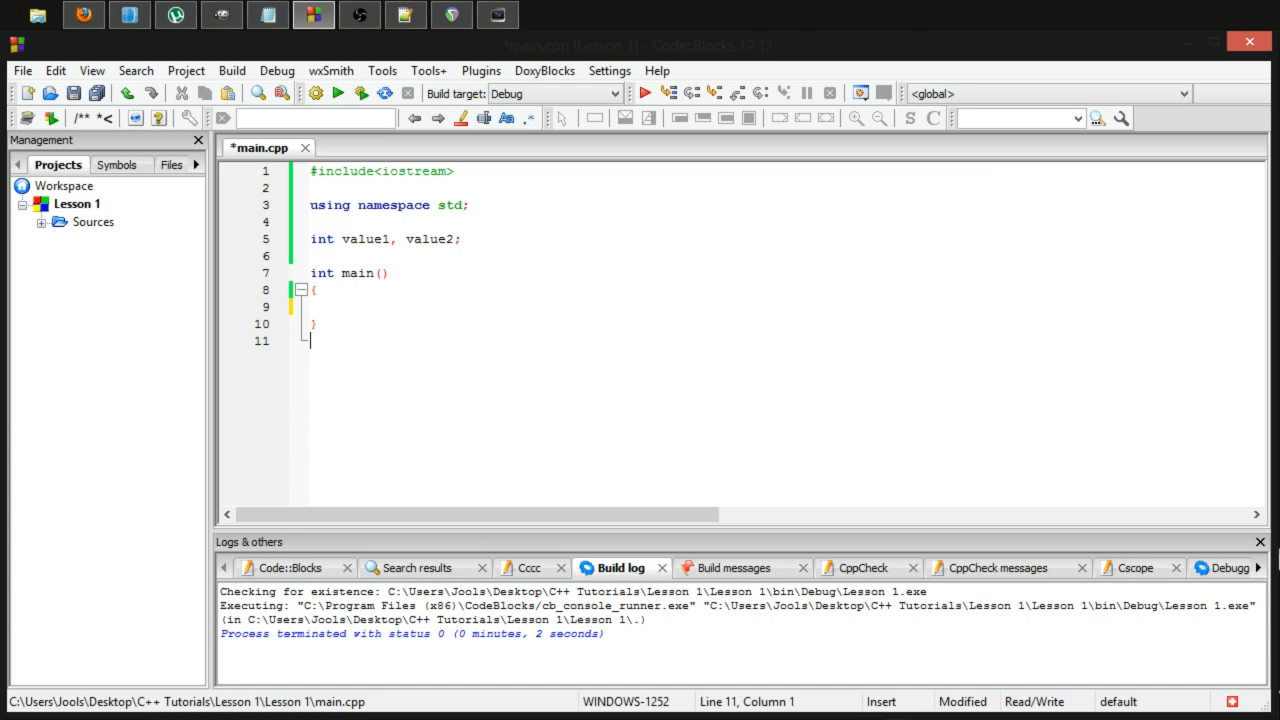 *main.cpp [Lesson 1] - Code::Blocks 12.11
File Edit View Search Project Build Debug wxSmith Tools Tools+ Plugins DoxyBlocks Settings Help
Build target: Debug <global>
/** *< Aa .* S C
Management
*main.cpp
Projects Symbols Files
Workspace
Lesson 1
Sources
1 #include<iostream>
2
3 using namespace std;
4
5 int value1, value2;
6
7 int main()
8 {
9
10 }
11
Logs & others
Code::Blocks Search results Cccc Build log Build messages CppCheck CppCheck messages Cscope Debugg
Checking for existence: C:\Users\Jools\Desktop\C++ Tutorials\Lesson 1\Lesson 1\bin\Debug\Lesson 1.exe
Executing: "C:\Program Files (x86)\CodeBlocks/cb_console_runner.exe" "C:\Users\Jools\Desktop\C++ Tutorials\Lesson 1\Lesson 1\bin\Debug\Lesson 1.exe"
(in C:\Users\Jools\Desktop\C++ Tutorials\Lesson 1\Lesson 1\.)
Process terminated with status 0 (0 minutes, 2 seconds)
C:\Users\Jools\Desktop\C++ Tutorials\Lesson 1\Lesson 1\main.cpp WINDOWS-1252 Line 11, Column 1 Insert Modified Read/Write default